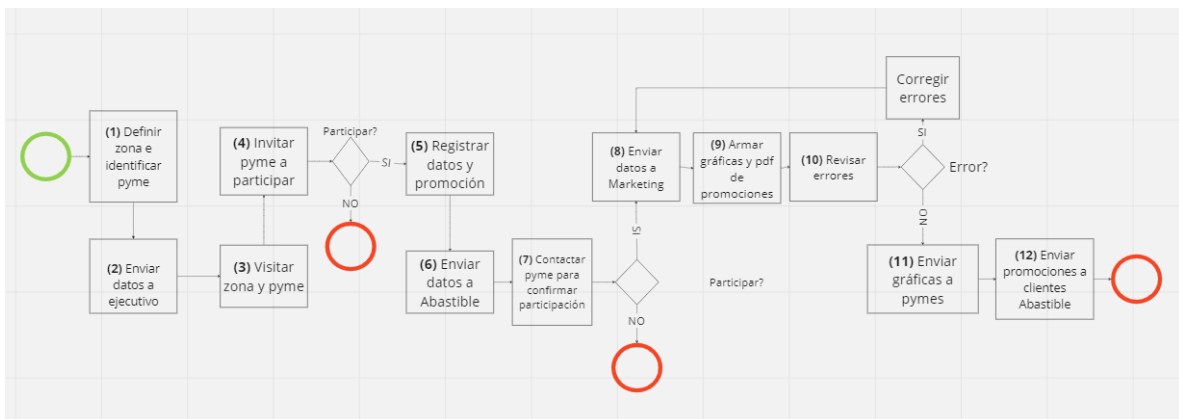 (1) Definir
zona e
identificar
pyme
(2) Enviar
datos a
ejecutivo
(3) Visitar
zona y pyme
(4) Invitar
pyme a
participar
Participar?
SI
NO
(5) Registrar
datos y
promoción
(6) Enviar
datos a
Abastible
(7) Contactar
pyme para
confirmar
participación
Participar?
SI
NO
(8) Enviar
datos a
Marketing
(9) Armar
gráficas y pdf
de
promociones
(10) Revisar
errores
Error?
SI
Corregir
errores
NO
(11) Enviar
gráficas a
pymes
(12) Enviar
promociones a
clientes
Abastible